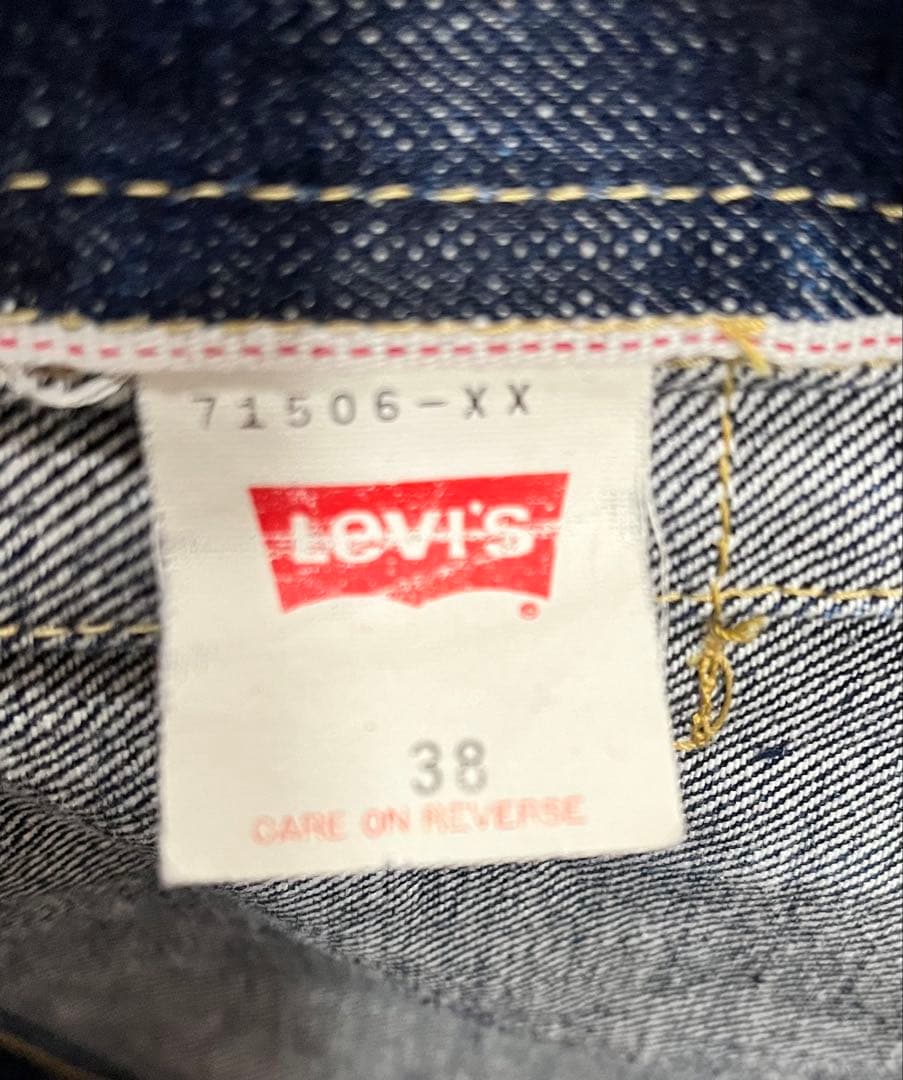 71506-XX
LEVI'S
®
38
CARE ON REVERSE